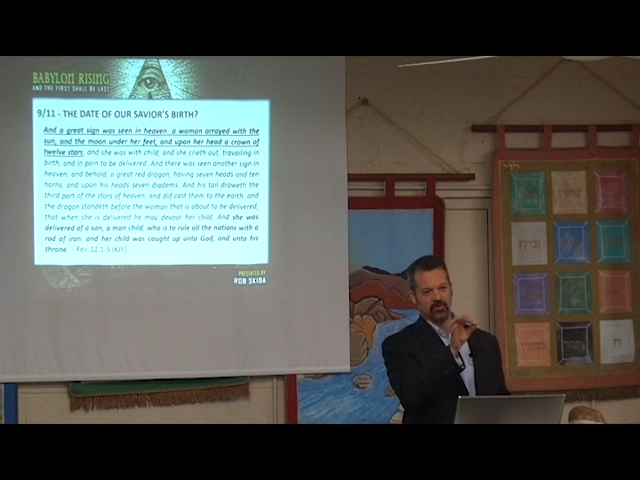 BABYLON RISING
AND THE FIRST SHALL BE LAST
9/11 - THE DATE OF OUR SAVIOR'S BIRTH?
And a great sign was seen in heaven: a woman arrayed with the
sun, and the moon under her feet, and upon her head a crown of
twelve stars; and she was with child; and she crieth out, travailing in
birth, and in pain to be delivered. And there was seen another sign in
heaven: and behold, a great red dragon, having seven heads and ten
horns, and upon his heads seven diadems. And his tail draweth the
third part of the stars of heaven, and did cast them to the earth: and
the dragon standeth before the woman that is about to be delivered,
that when she is delivered he may devour her child. And she was
delivered of a son, a man child, who is to rule all the nations with a
rod of iron: and her child was caught up unto God, and unto his
throne. - Rev. 12:1-5 (KJV)
PRESENTED BY
ROB SKIBA